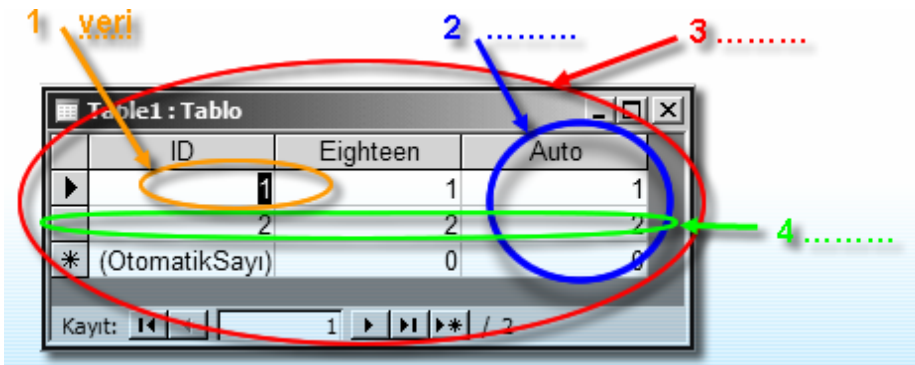 1 veri 2 ......... 3 .........
Table1 : Tablo
ID Eighteen Auto
1 1 1
2 2 2
(OtomatikSayı) 0 0
4 .........
Kayıt: 1 / 2